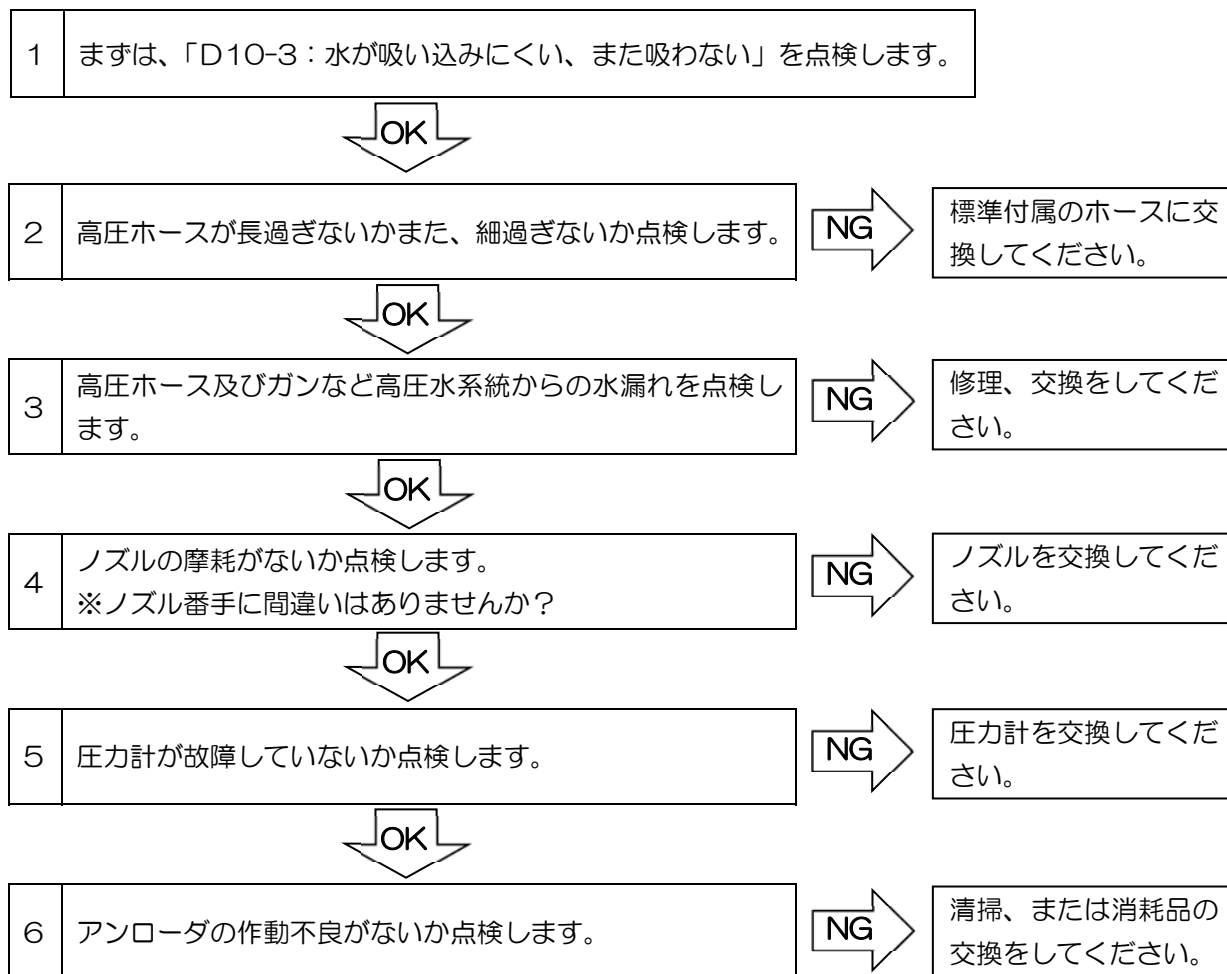 1 まずは、「D10-3：水が吸い込みにくい、また吸わない」を点検します。
OK
2 高圧ホースが長過ぎないかまた、細過ぎないか点検します。
NG
標準付属のホースに交
換してください。
OK
3 高圧ホース及びガンなど高圧水系統からの水漏れを点検し
ます。
NG
修理、交換をしてくだ
さい。
OK
4 ノズルの摩耗がないか点検します。
※ノズル番手に間違いはありませんか？
NG
ノズルを交換してくだ
さい。
OK
5 圧力計が故障していないか点検します。
NG
圧力計を交換してくだ
さい。
OK
6 アンローダの作動不良がないか点検します。
NG
清掃、または消耗品の
交換をしてください。